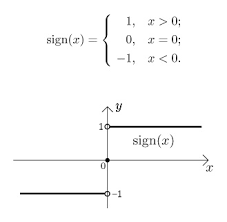 sign(x) = { 1, x > 0;
0, x = 0;
−1, x < 0.
y
1
sign(x)
0
x
−1